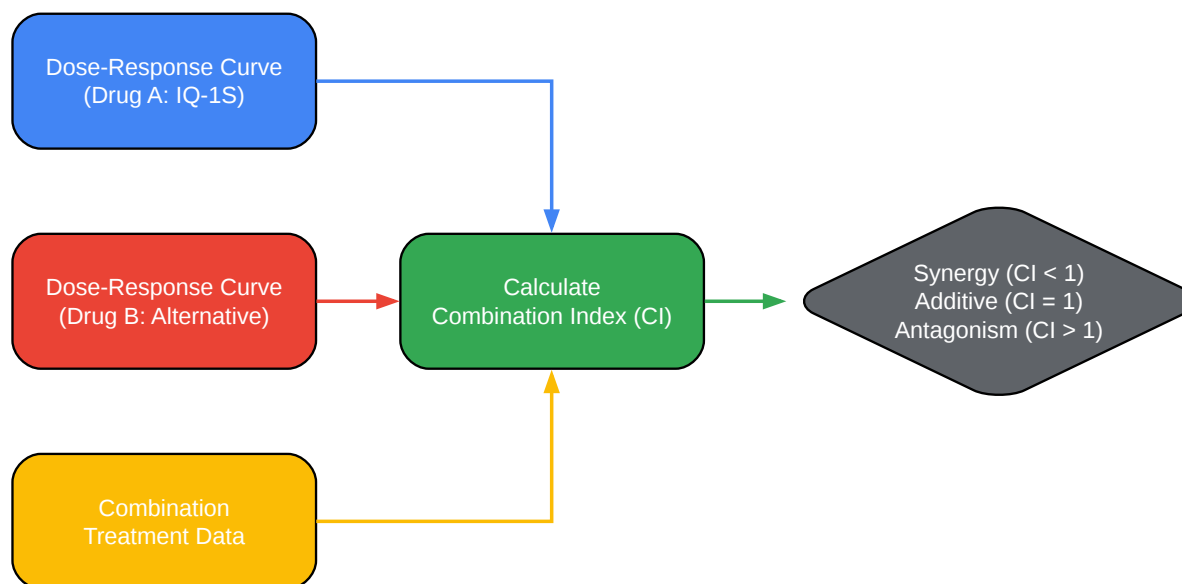 Dose-Response Curve
(Drug A: IQ-1S)
Dose-Response Curve
(Drug B: Alternative)
Calculate
Combination Index (CI)
Synergy (CI < 1)
Additive (CI = 1)
Antagonism (CI > 1)
Combination
Treatment Data